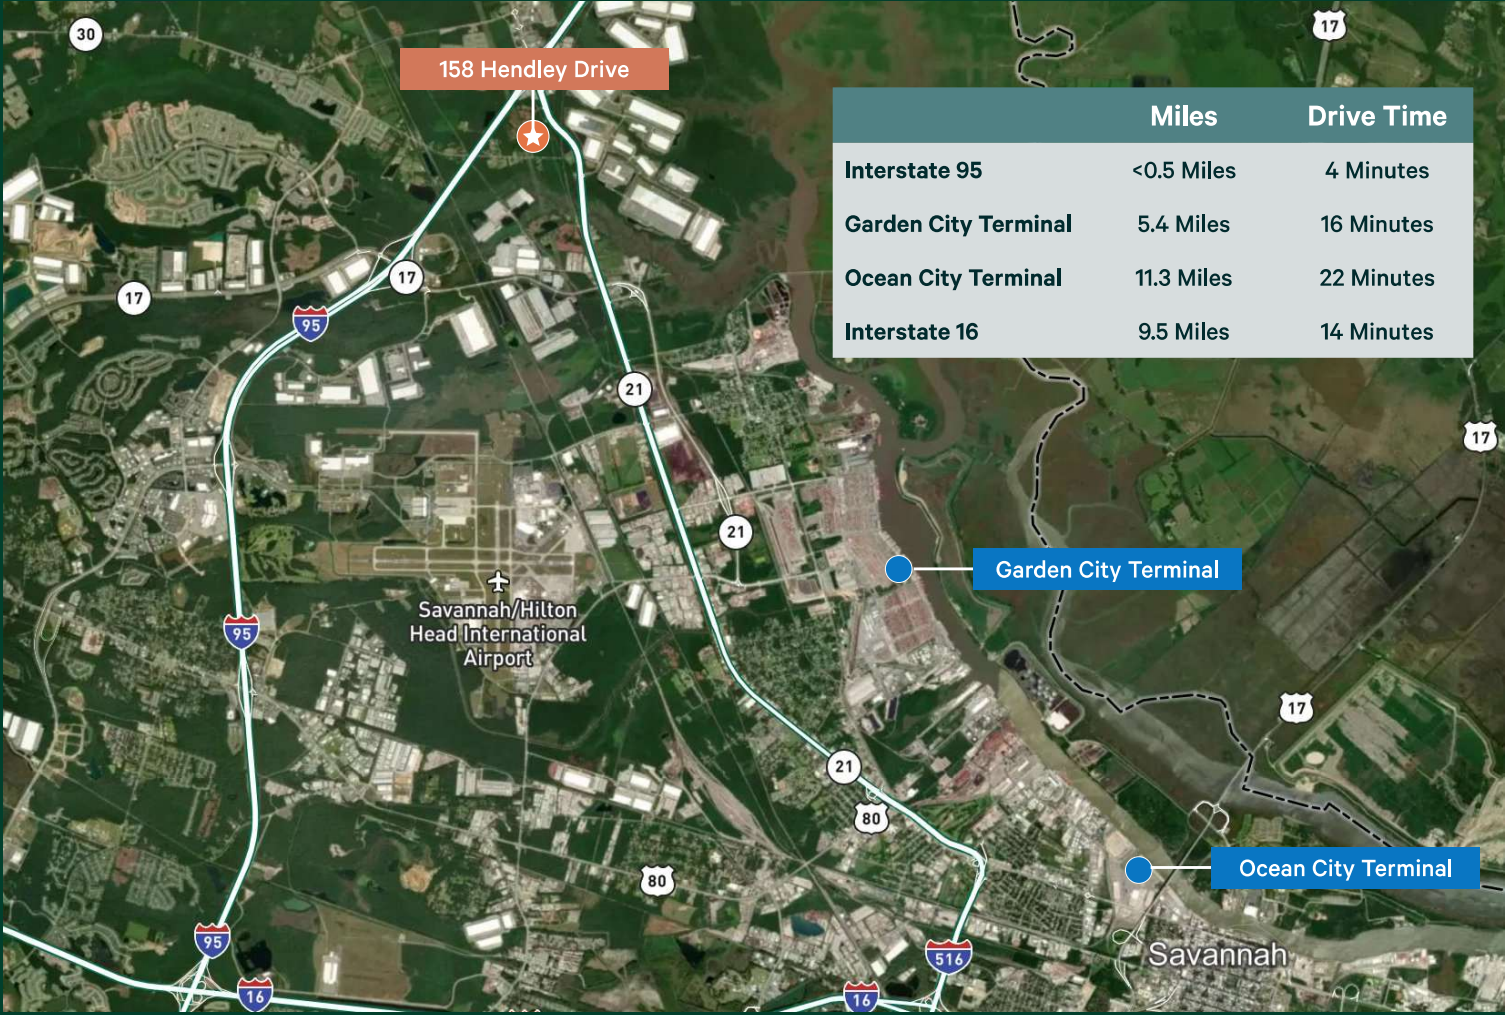 30
17
158 Hendley Drive
Miles Drive Time
Interstate 95 <0.5 Miles 4 Minutes
Garden City Terminal 5.4 Miles 16 Minutes
Ocean City Terminal 11.3 Miles 22 Minutes
Interstate 16 9.5 Miles 14 Minutes
17
17
95
21
17
21
Garden City Terminal
Savannah/Hilton
Head International
Airport
95
17
21
80
80
Ocean City Terminal
95
516
Savannah
16
16